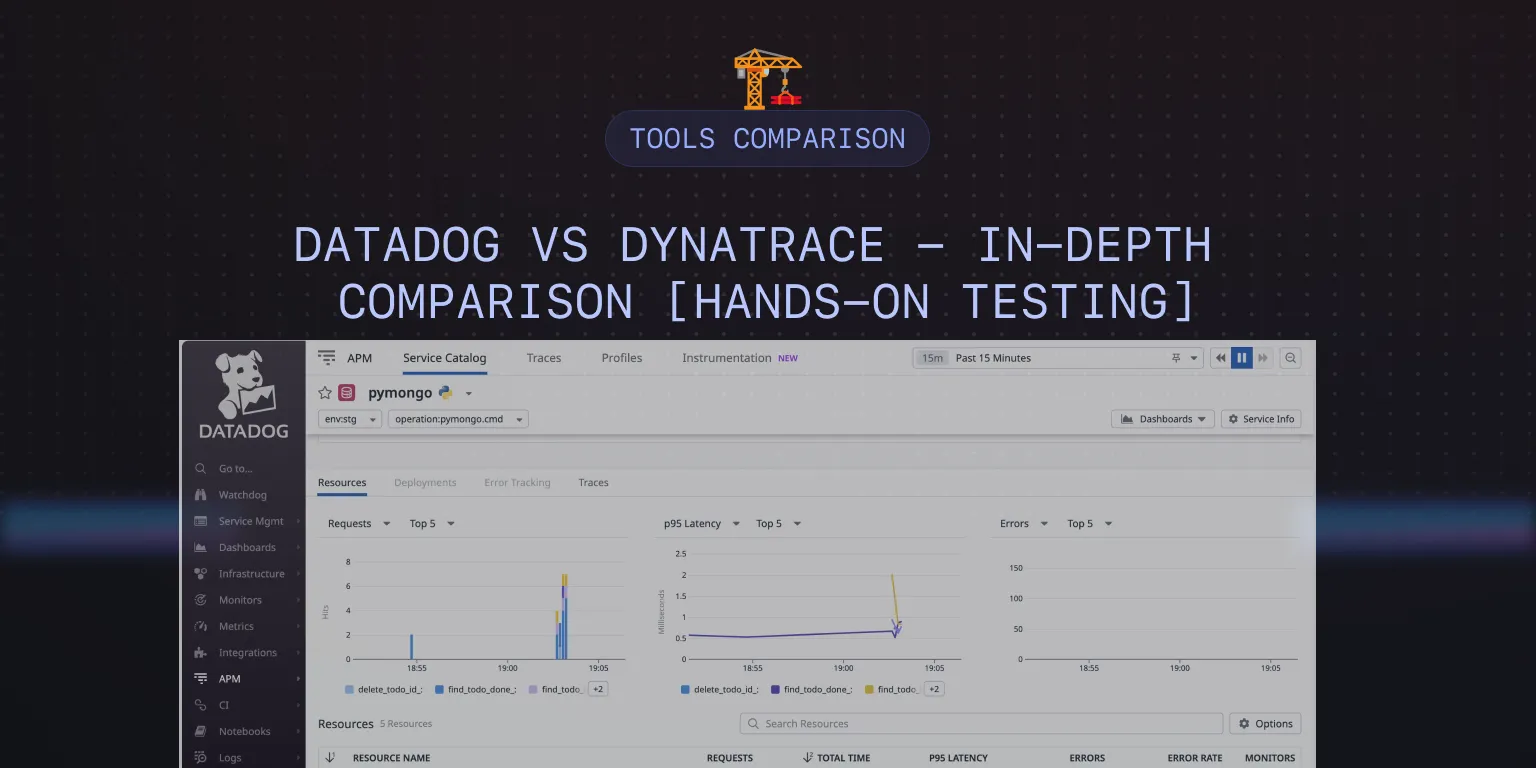 TOOLS COMPARISON
DATADOG VS DYNATRACE – IN–DEPTH
COMPARISON [HANDS–ON TESTING]
DATADOG
Go to...
Watchdog
Service Mgmt
Dashboards
Infrastructure
Monitors
Metrics
Integrations
APM
CI
Notebooks
Logs
APM Service Catalog Traces Profiles Instrumentation NEW 15m Past 15 Minutes
pymongo
env:stg operation:pymongo.cmd Dashboards Service Info
Resources Deployments Error Tracking Traces
Requests Top 5
Hits
8
6
4
2
0
18:55 19:00 19:05
delete_todo_id_: find_todo_done_: find_todo_ +2
p95 Latency Top 5
Milliseconds
2.5
2
1.5
1
0.5
0
18:55 19:00 19:05
delete_todo_id_: find_todo_done_: find_todo_ +2
Errors Top 5
150
100
50
0
18:55 19:00 19:05
Resources 5 Resources Search Resources Options
RESOURCE NAME REQUESTS TOTAL TIME P95 LATENCY ERRORS ERROR RATE MONITORS